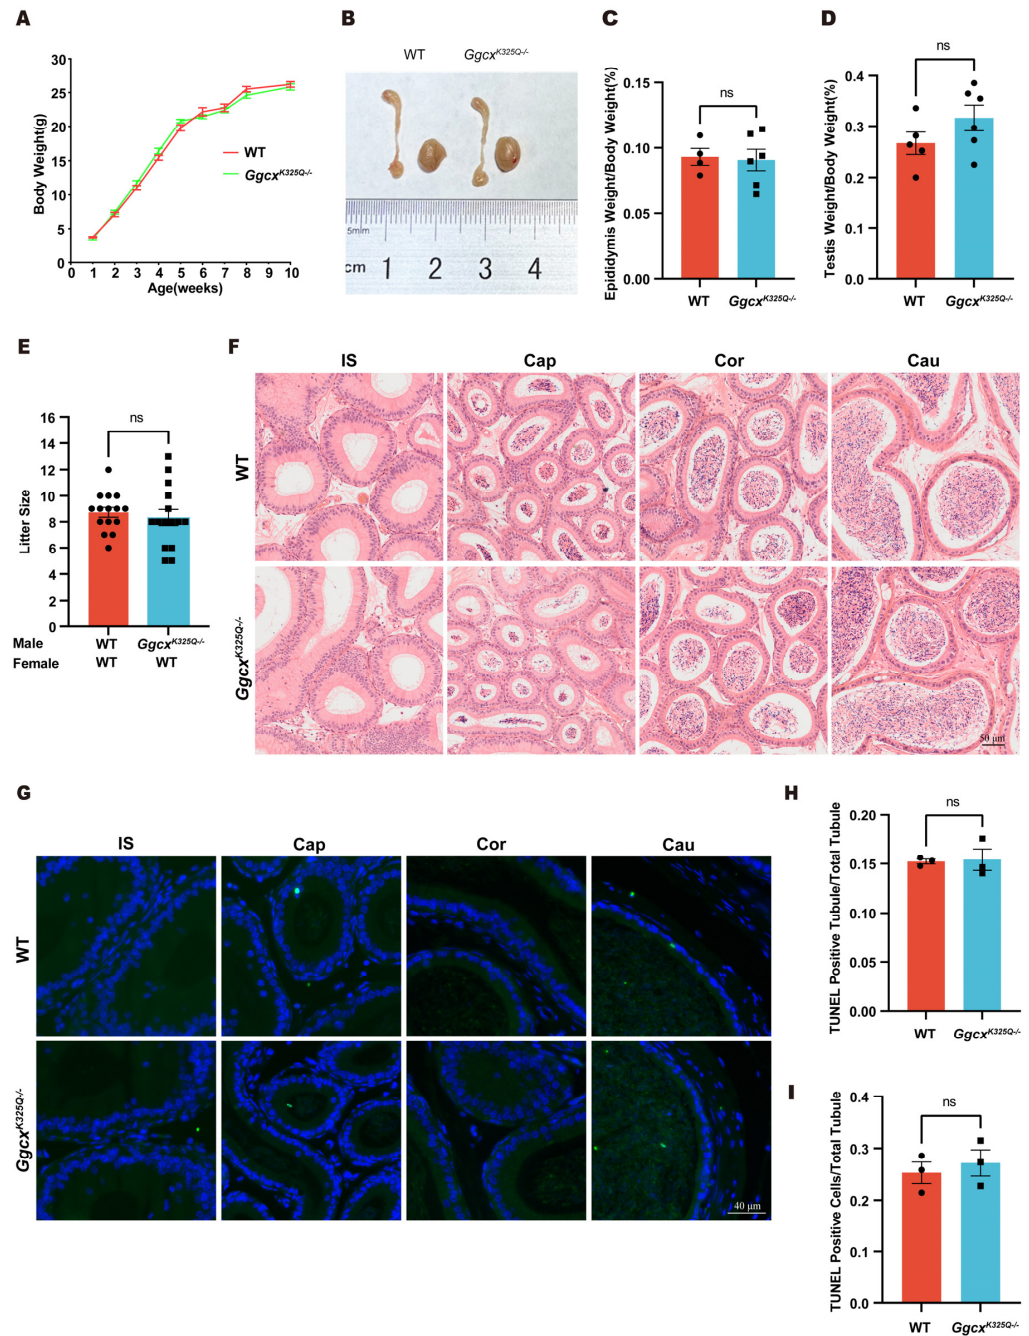 A
Body Weight(g)
30
25
20
15
10
5
0
0 1 2 3 4 5 6 7 8 10
Age(weeks)
WT
GgcxK325Q-/-
B
WT GgcxK325Q-/-
5mm
cm 1 2 3 4
C
Epididymis Weight/Body Weight(%)
ns
0.15
0.10
0.05
0.00
WT GgcxK325Q-/-
D
Testis Weight/Body Weight(%)
ns
0.4
0.3
0.2
0.1
0.0
WT GgcxK325Q-/-
E
Litter Size
ns
16
14
12
10
8
6
4
2
0
Male WT GgcxK325Q-/-
Female WT WT
F
IS Cap Cor Cau
WT
GgcxK325Q-/-
50 μm
G
IS Cap Cor Cau
WT
GgcxK325Q-/-
40 μm
H
TUNEL Positive Tubule/Total Tubule
ns
0.20
0.15
0.10
0.05
0.00
WT GgcxK325Q-/-
I
TUNEL Positive Cells/Total Tubule
ns
0.4
0.3
0.2
0.1
0.0
WT GgcxK325Q-/-